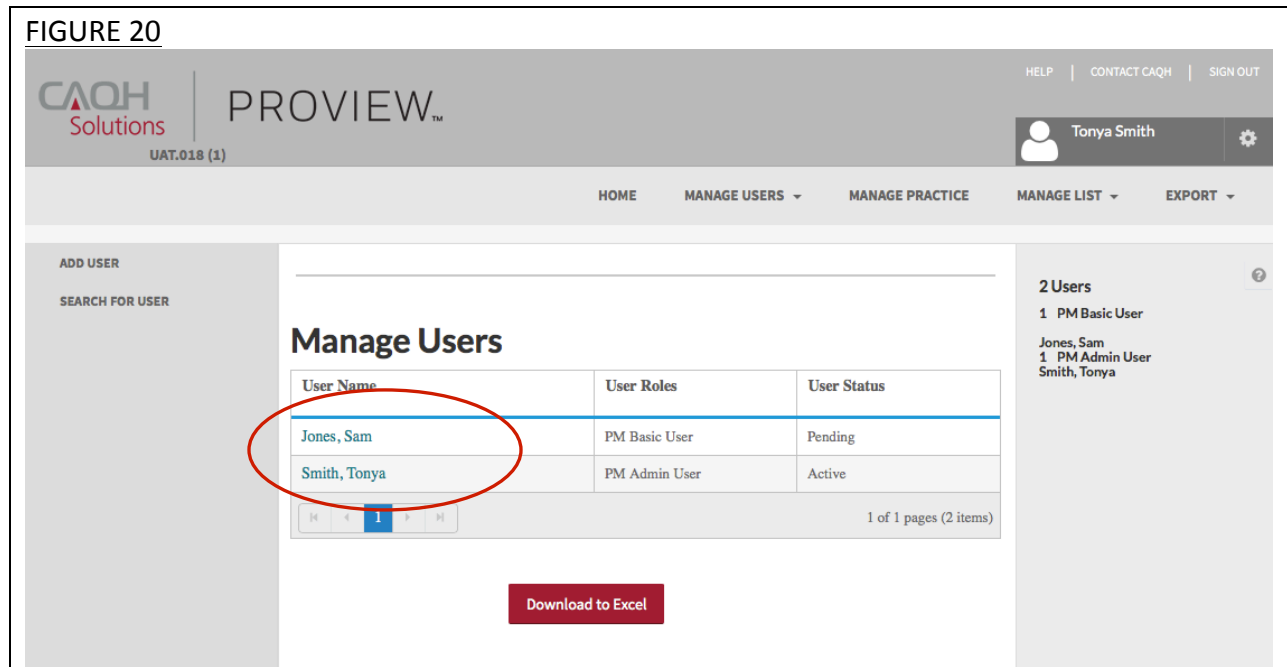 FIGURE 20
CAQH
Solutions
PROVIEW™
UAT.018 (1)
HELP | CONTACT CAQH | SIGN OUT
Tonya Smith
HOME MANAGE USERS MANAGE PRACTICE MANAGE LIST EXPORT
ADD USER
SEARCH FOR USER
Manage Users
User Name User Roles User Status
Jones, Sam PM Basic User Pending
Smith, Tonya PM Admin User Active
1 1 of 1 pages (2 items)
Download to Excel
2 Users
1 PM Basic User
Jones, Sam
1 PM Admin User
Smith, Tonya
?